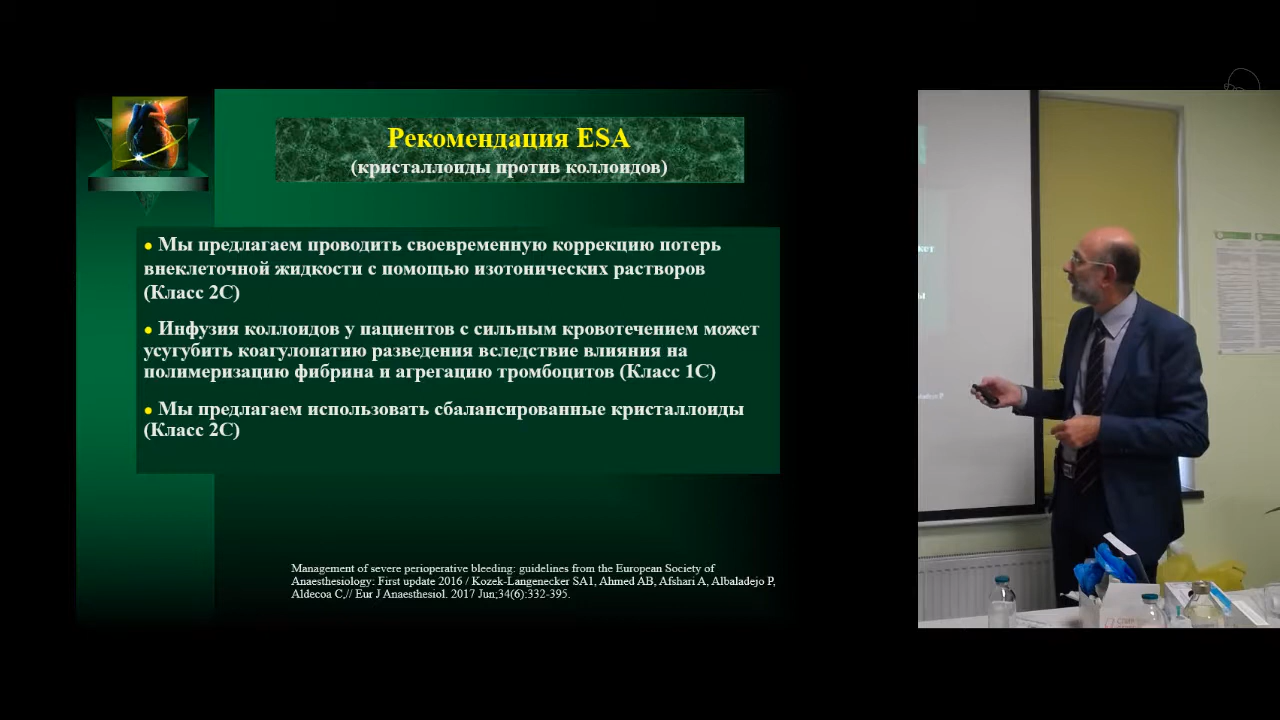 Рекомендация ESA
(кристаллоиды против коллоидов)
• Мы предлагаем проводить своевременную коррекцию потерь
внеклеточной жидкости с помощью изотонических растворов
(Класс 2С)
• Инфузия коллоидов у пациентов с сильным кровотечением может
усугубить коагулопатию разведения вследствие влияния на
полимеризацию фибрина и агрегацию тромбоцитов (Класс 1С)
• Мы предлагаем использовать сбалансированные кристаллоиды
(Класс 2С)
Management of severe perioperative bleeding: guidelines from the European Society of
Anaesthesiology: First update 2016 / Kozek-Langenecker SA1, Ahmed AB, Afshari A, Albaladejo P,
Aldecoa C,// Eur J Anaesthesiol. 2017 Jun;34(6):332-395.